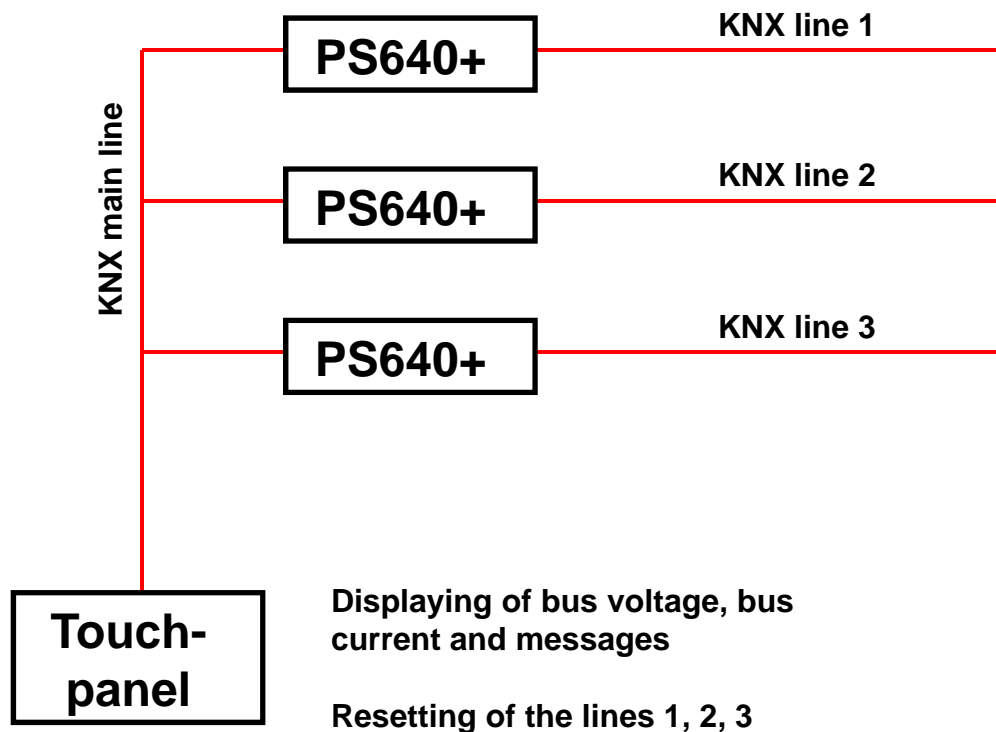 KNX line 1
PS640+
KNX main line
KNX line 2
PS640+
KNX line 3
PS640+
Touch-
panel
Displaying of bus voltage, bus
current and messages
Resetting of the lines 1, 2, 3